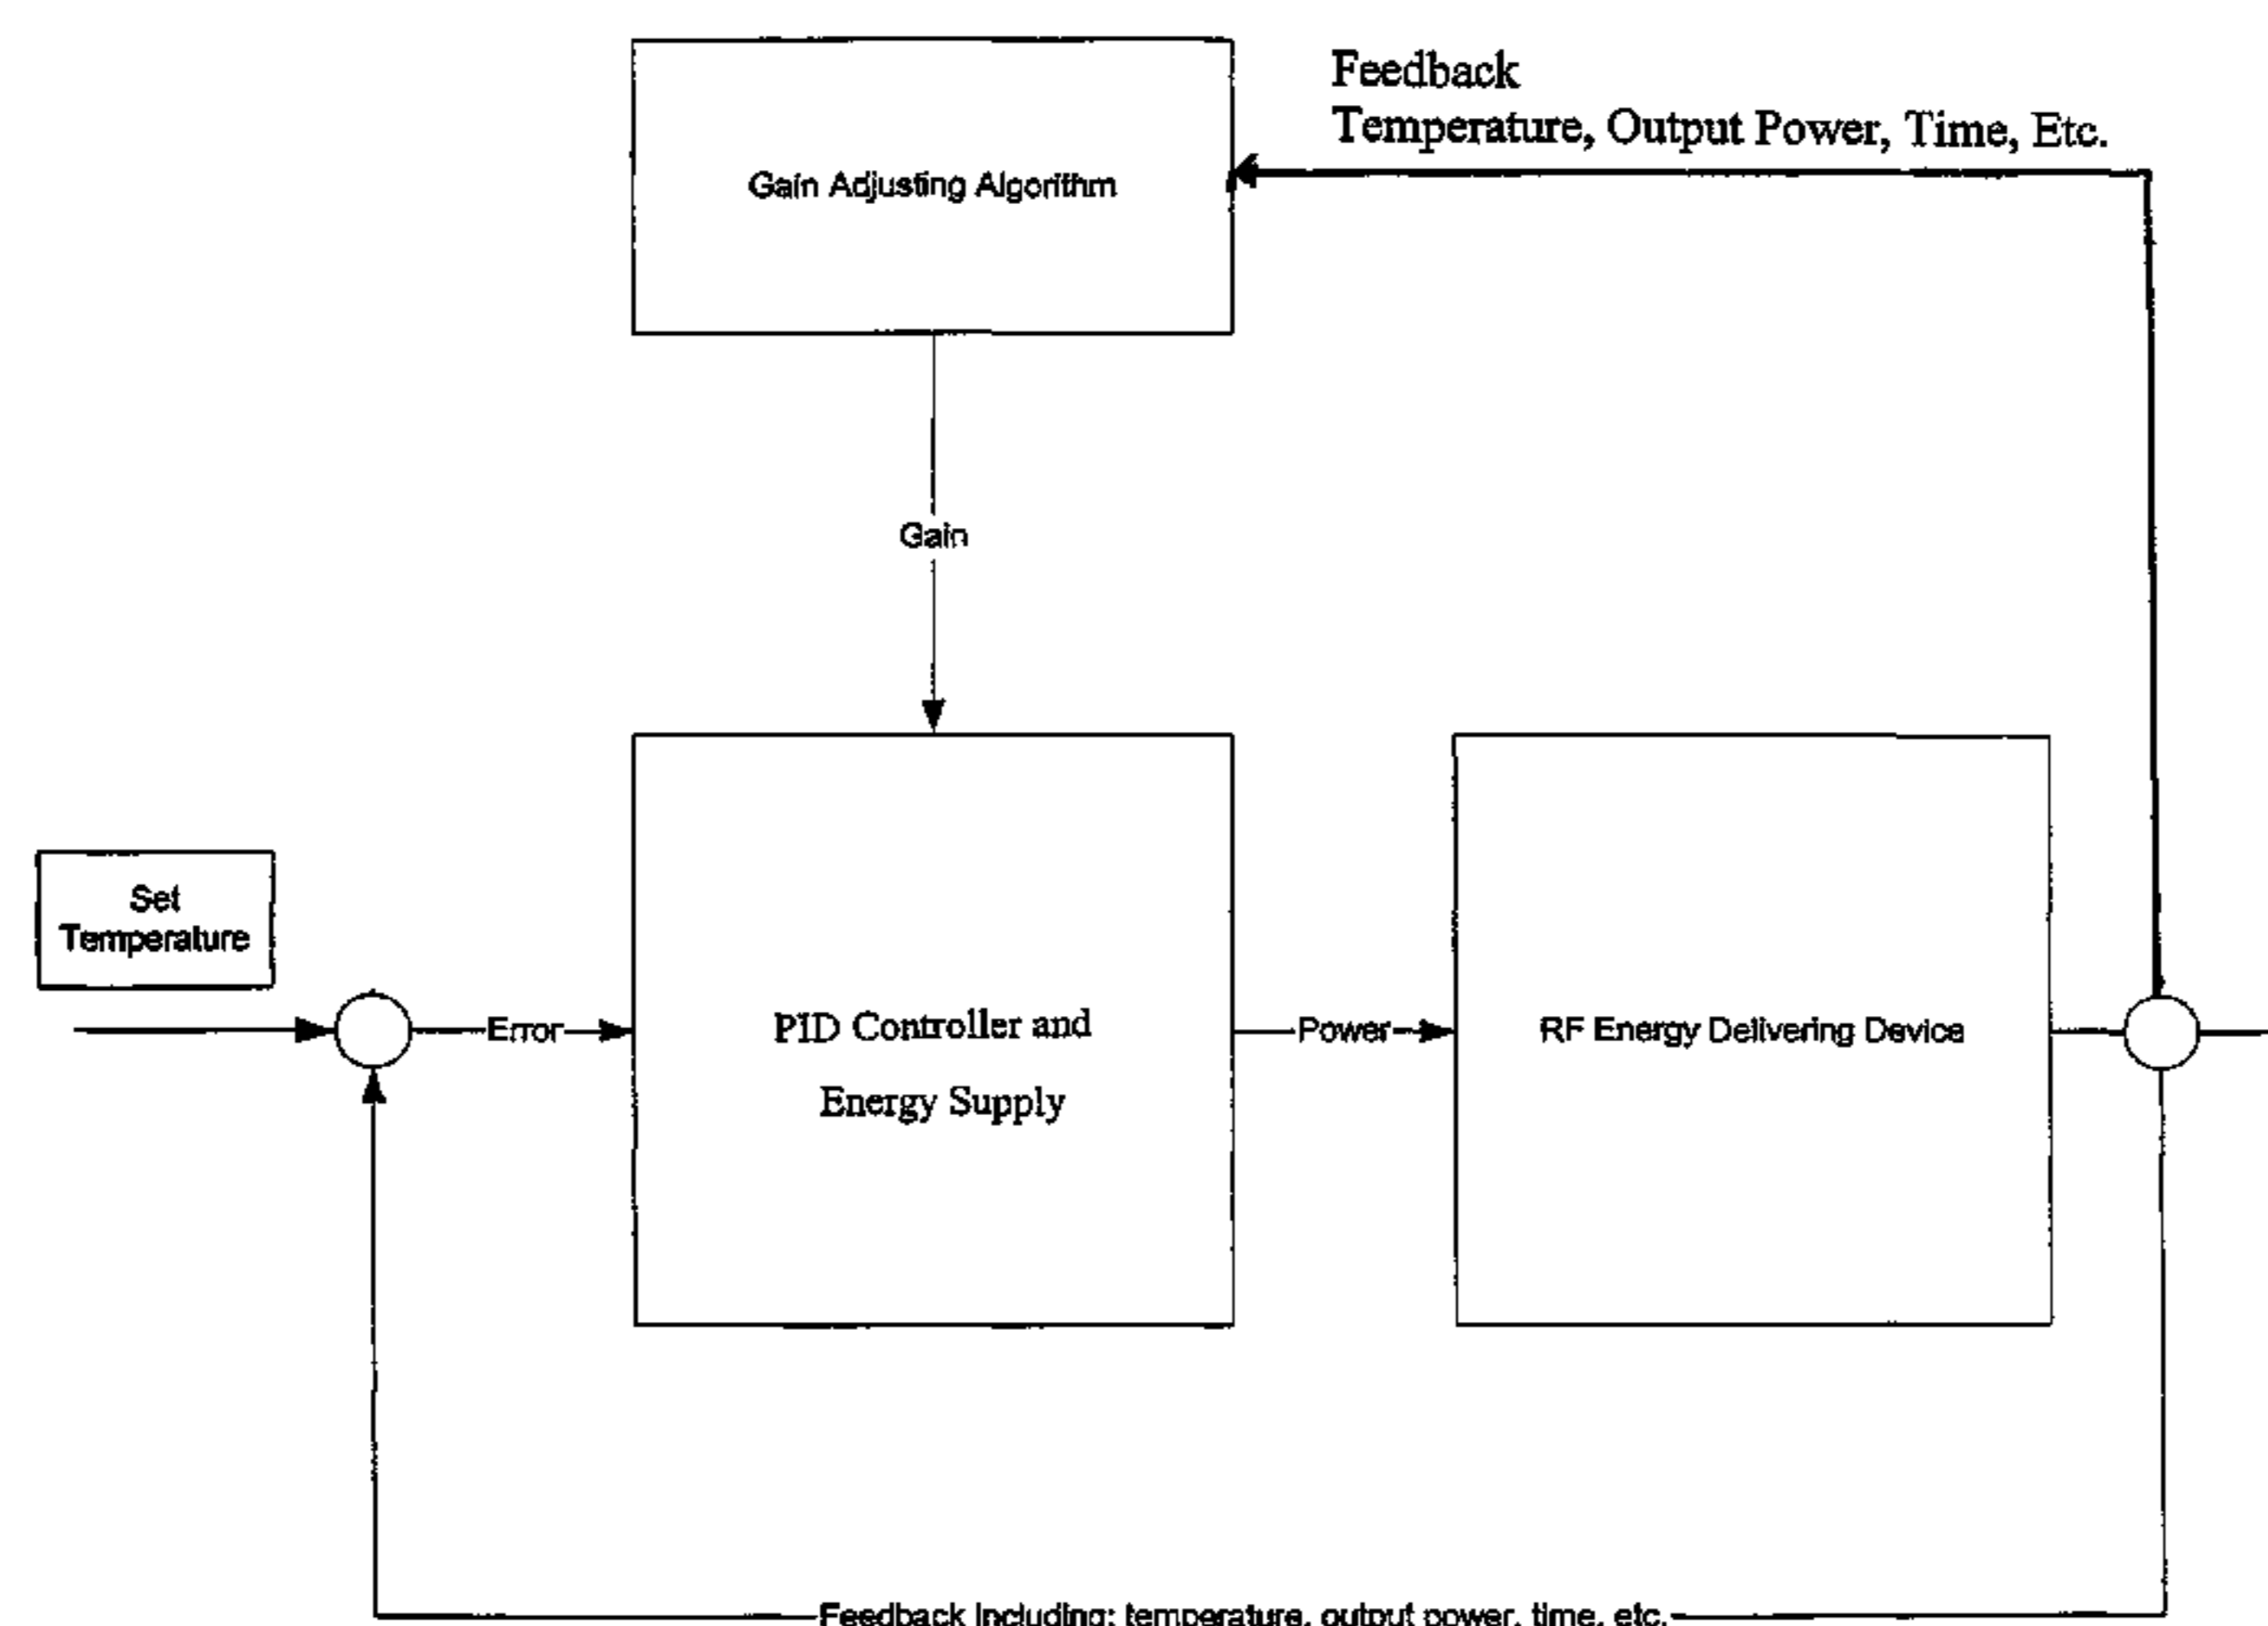 Feedback
Temperature, Output Power, Time, Etc.
Gain Adjusting Algorithm
Gain
Set
Temperature
Error
PID Controller and
Energy Supply
Power
RF Energy Delivering Device
Feedback Including: temperature, output power, time, etc.